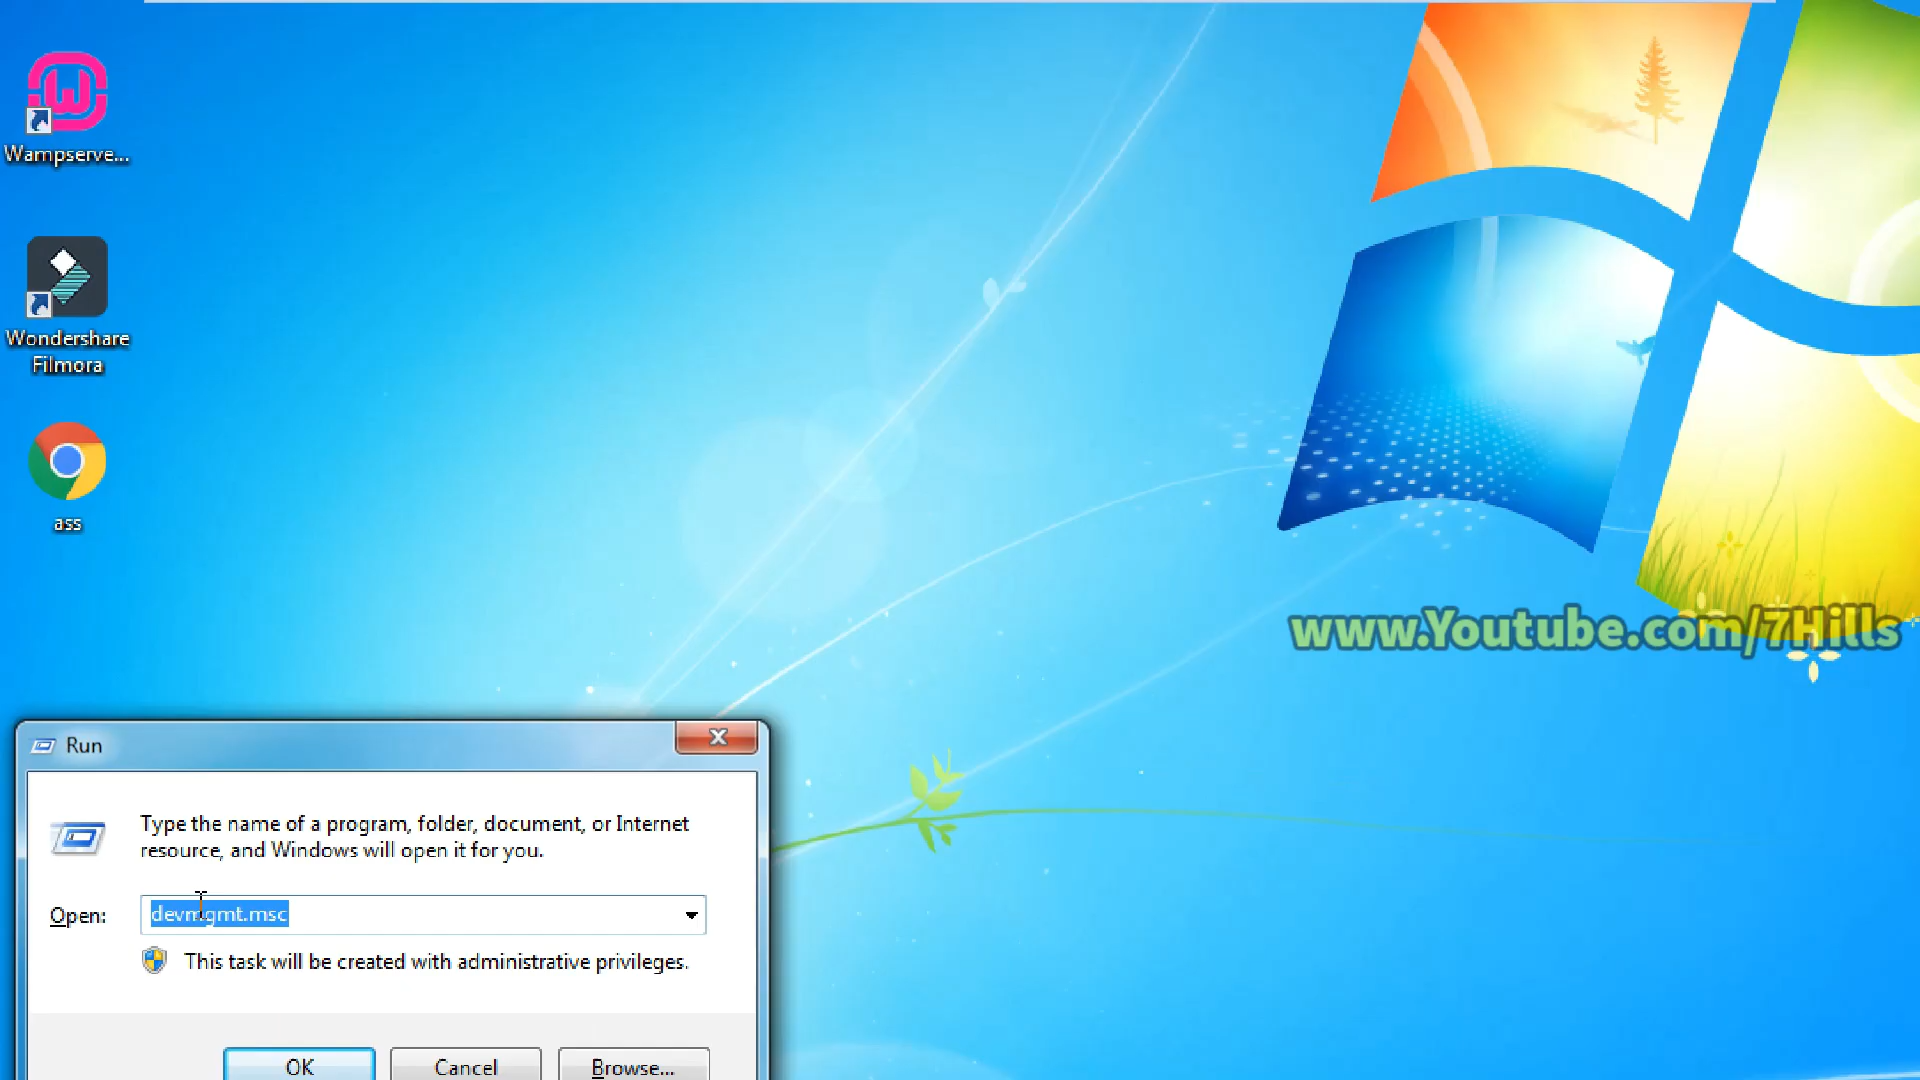 Wampserve...
Wondershare
Filmora
ass
www.Youtube.com/7Hills
Run
Type the name of a program, folder, document, or Internet
resource, and Windows will open it for you.
Open:
devmgmt.msc
This task will be created with administrative privileges.
OK
Cancel
Browse...